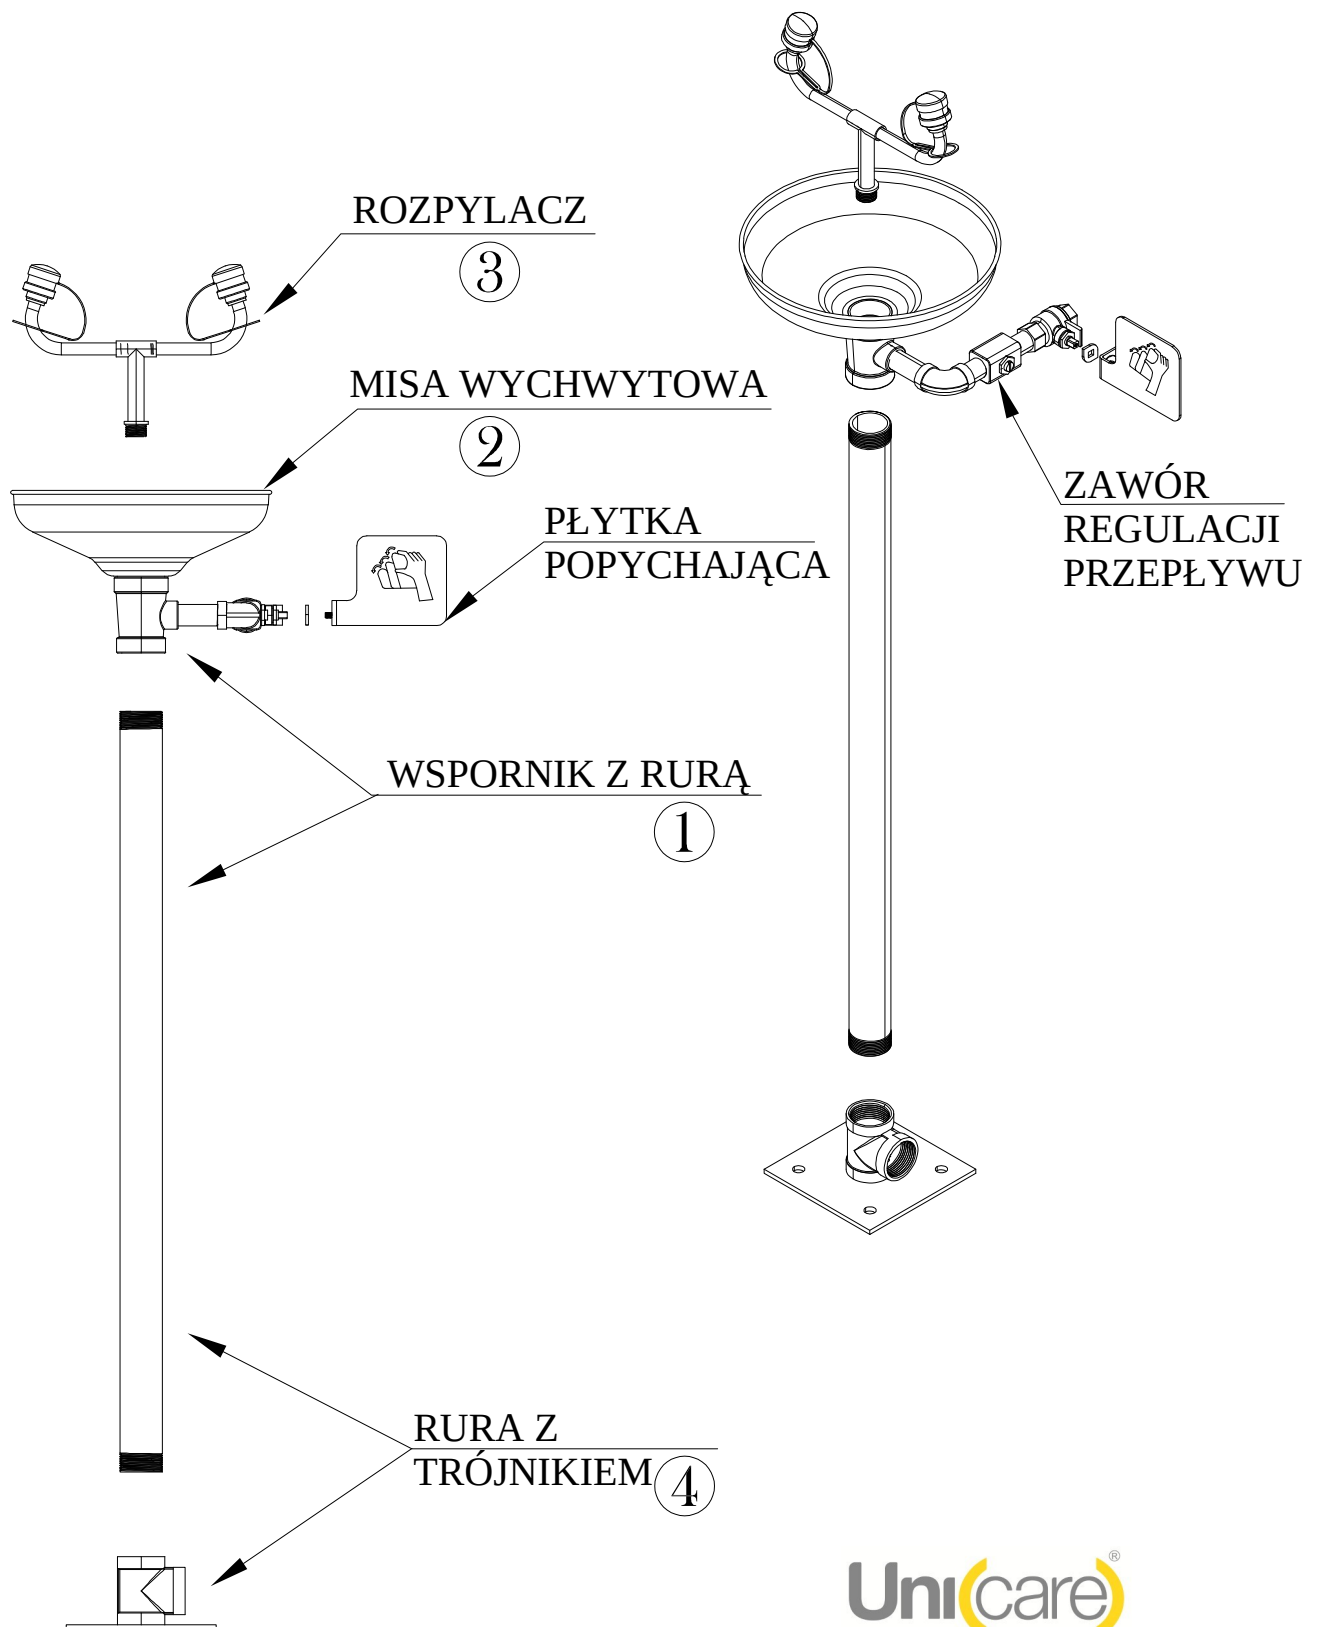 ROZPYLACZ
3
MISA WYCHWYTOWA
2
PŁYTKA
POPYCHAJĄCA
ZAWÓR
REGULACJI
PRZEPŁYWU
WSPORNIK Z RURĄ
1
RURA Z
TRÓJNIKIEM
4
Unicare®